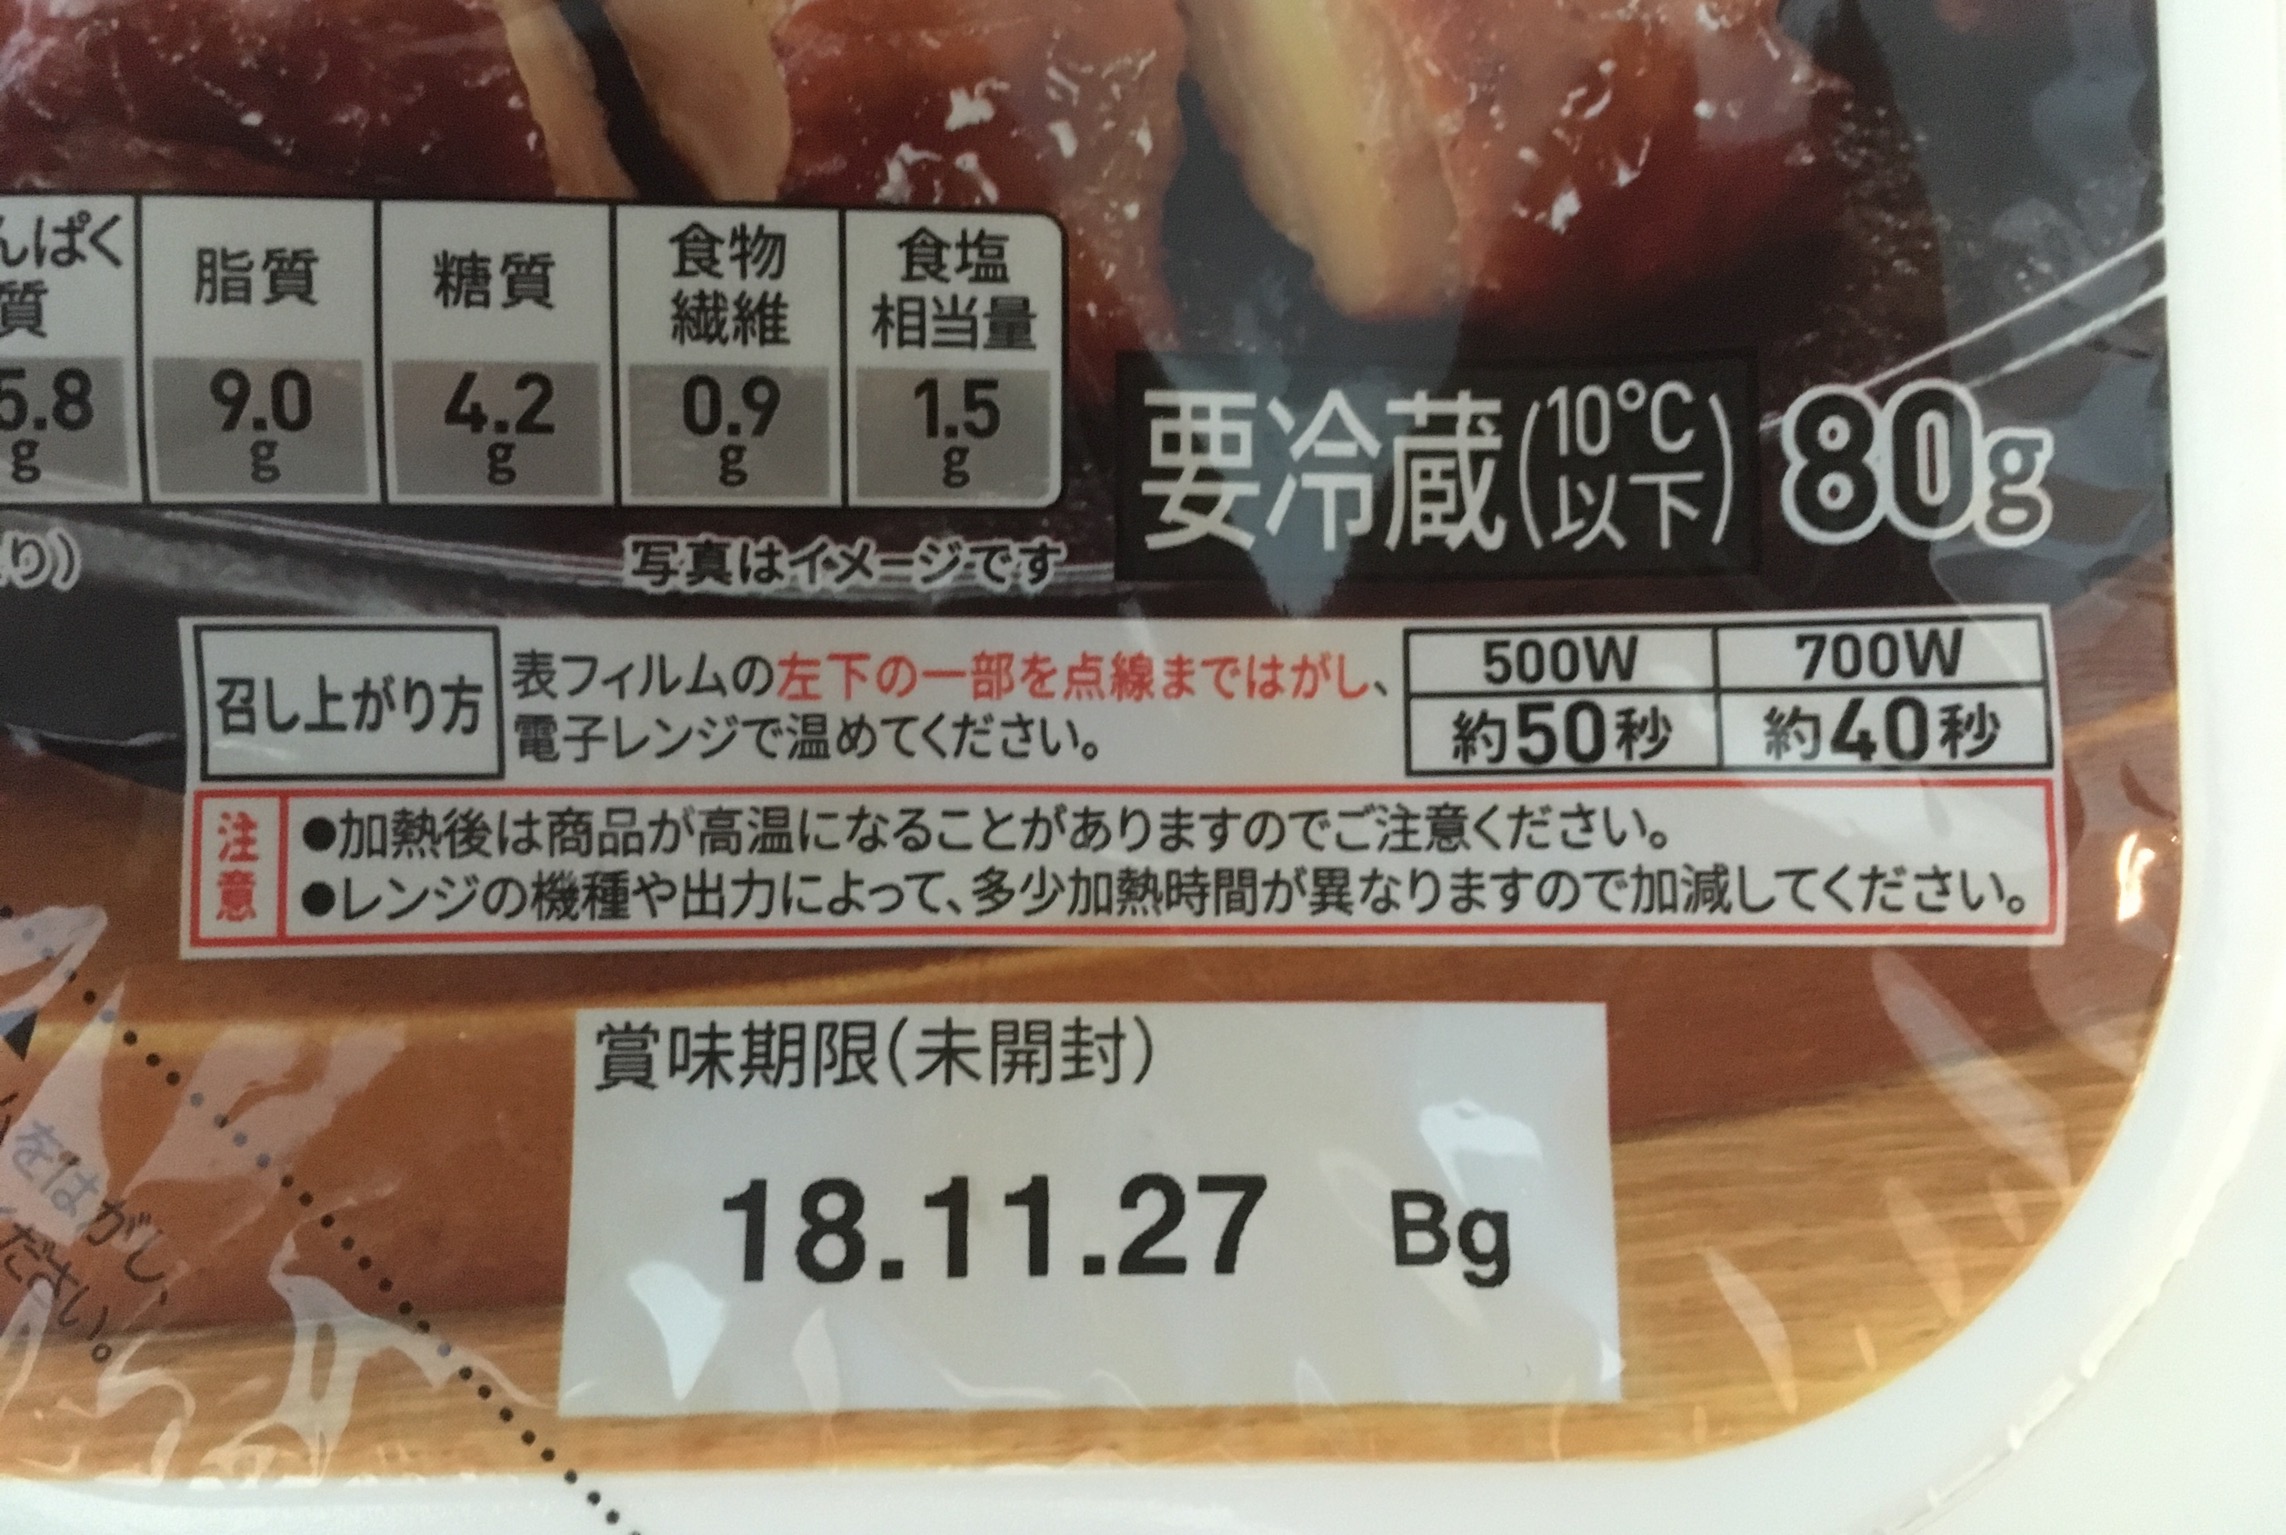 んぱく
質
脂質
糖質
食物
繊維
食塩
相当量
5.8
g
9.0
g
4.2
g
0.9
g
1.5
g
り)
写真はイメージです
要冷蔵(10℃以下) 80g
召し上がり方
表フィルムの左下の一部を点線まではがし、
電子レンジで温めてください。
500W 700W
約50秒 約40秒
注意
●加熱後は商品が高温になることがありますのでご注意ください。
●レンジの機種や出力によって、多少加熱時間が異なりますので加減してください。
をはがし、
ださい。
賞味期限(未開封)
18.11.27 Bg